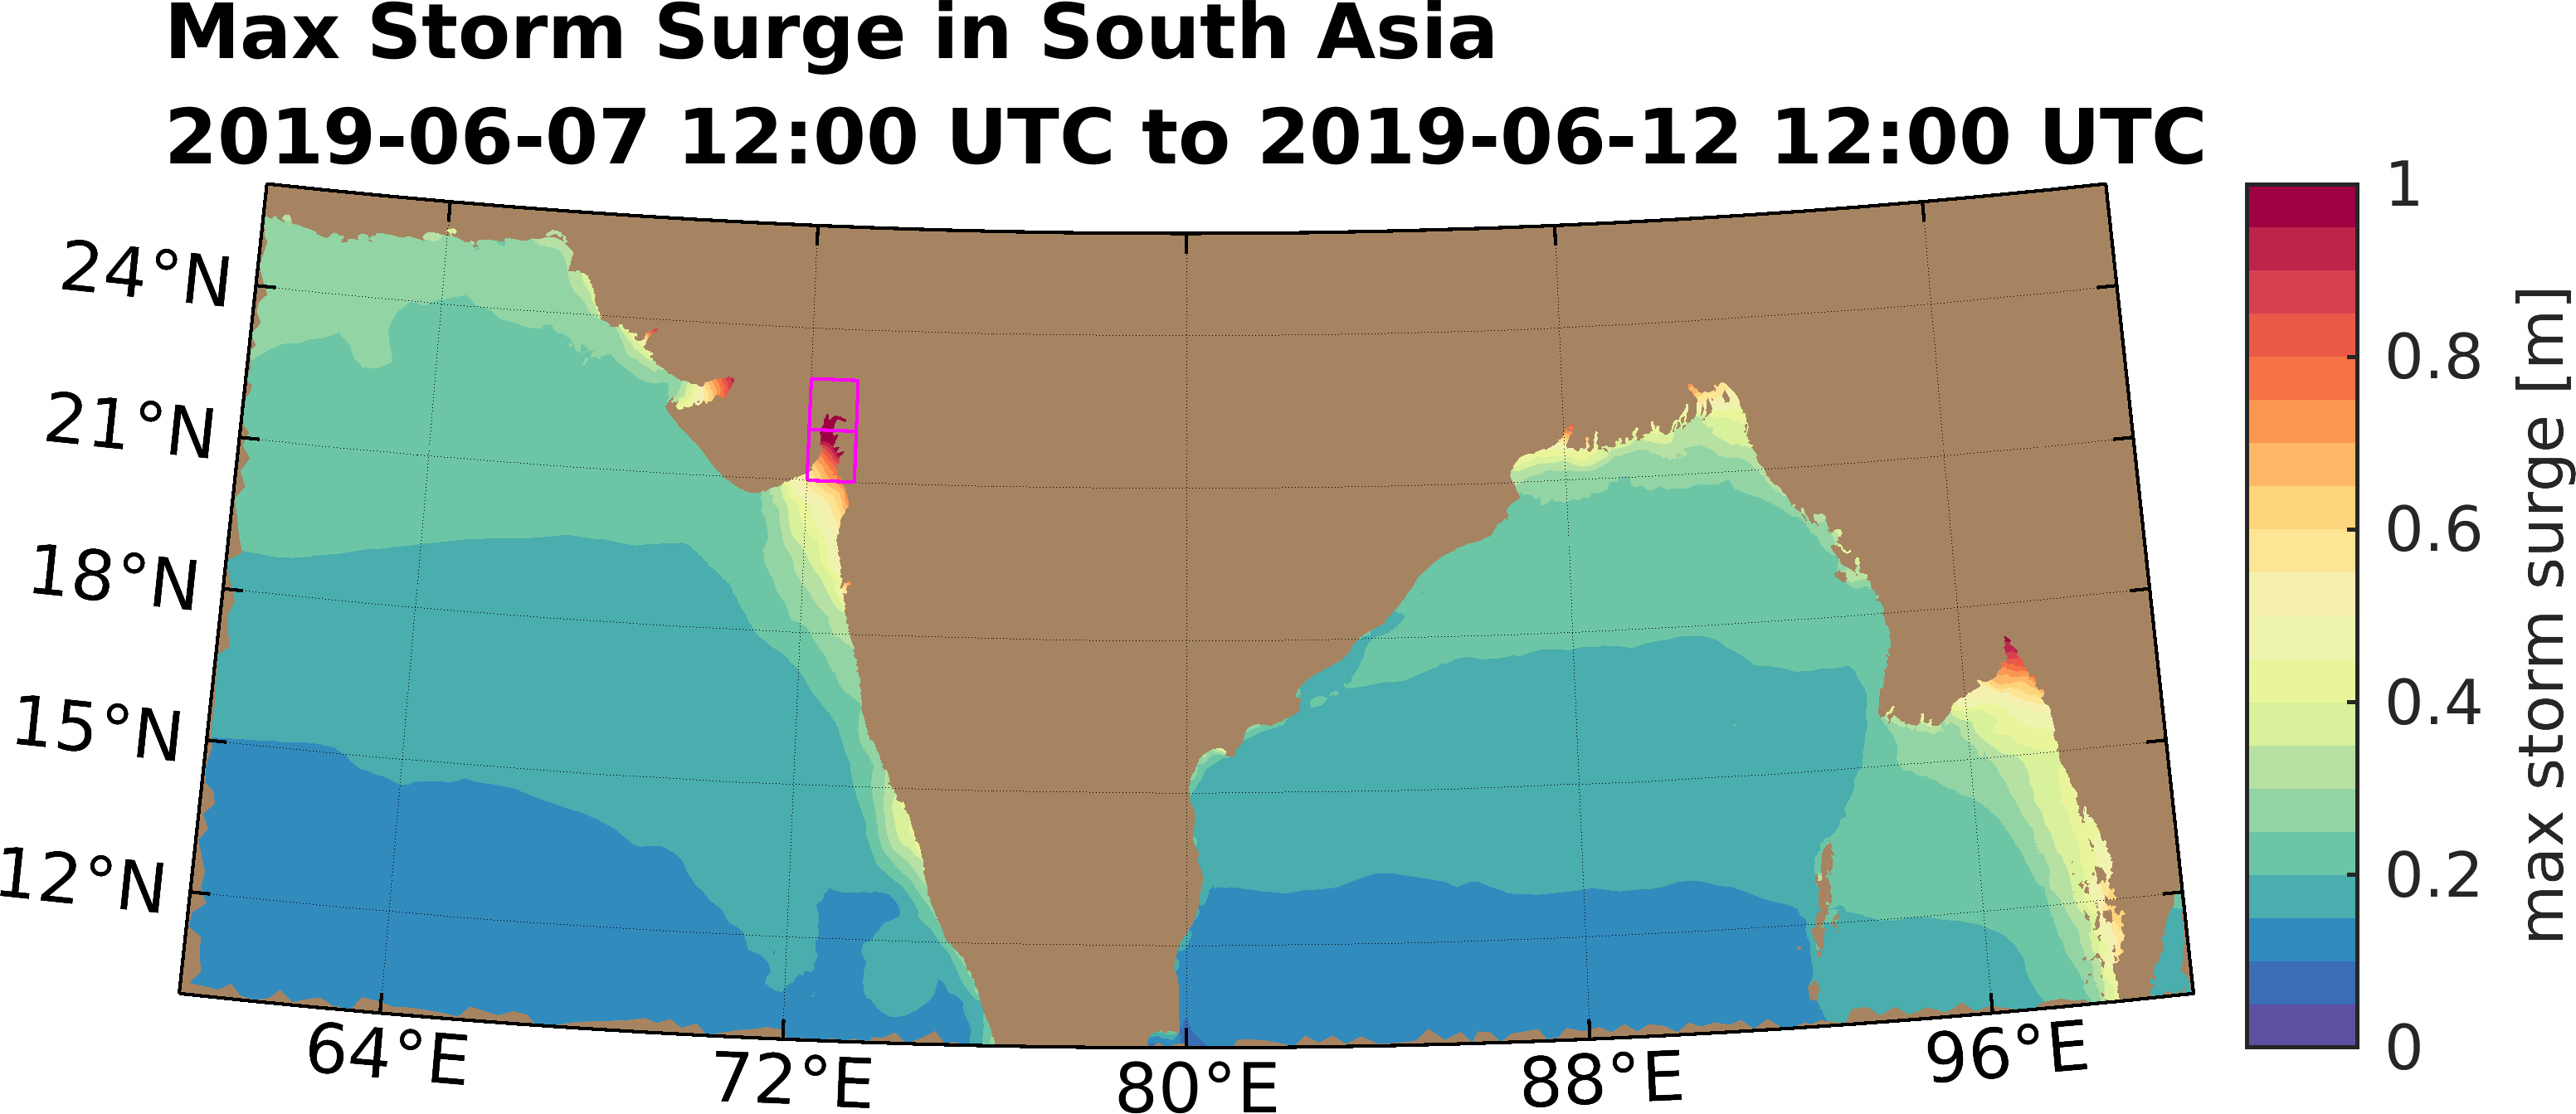 Max Storm Surge in South Asia
2019-06-07 12:00 UTC to 2019-06-12 12:00 UTC
24°N
21°N
18°N
15°N
12°N
64°E
72°E
80°E
88°E
96°E
1
0.8
0.6
0.4
0.2
0
max storm surge [m]